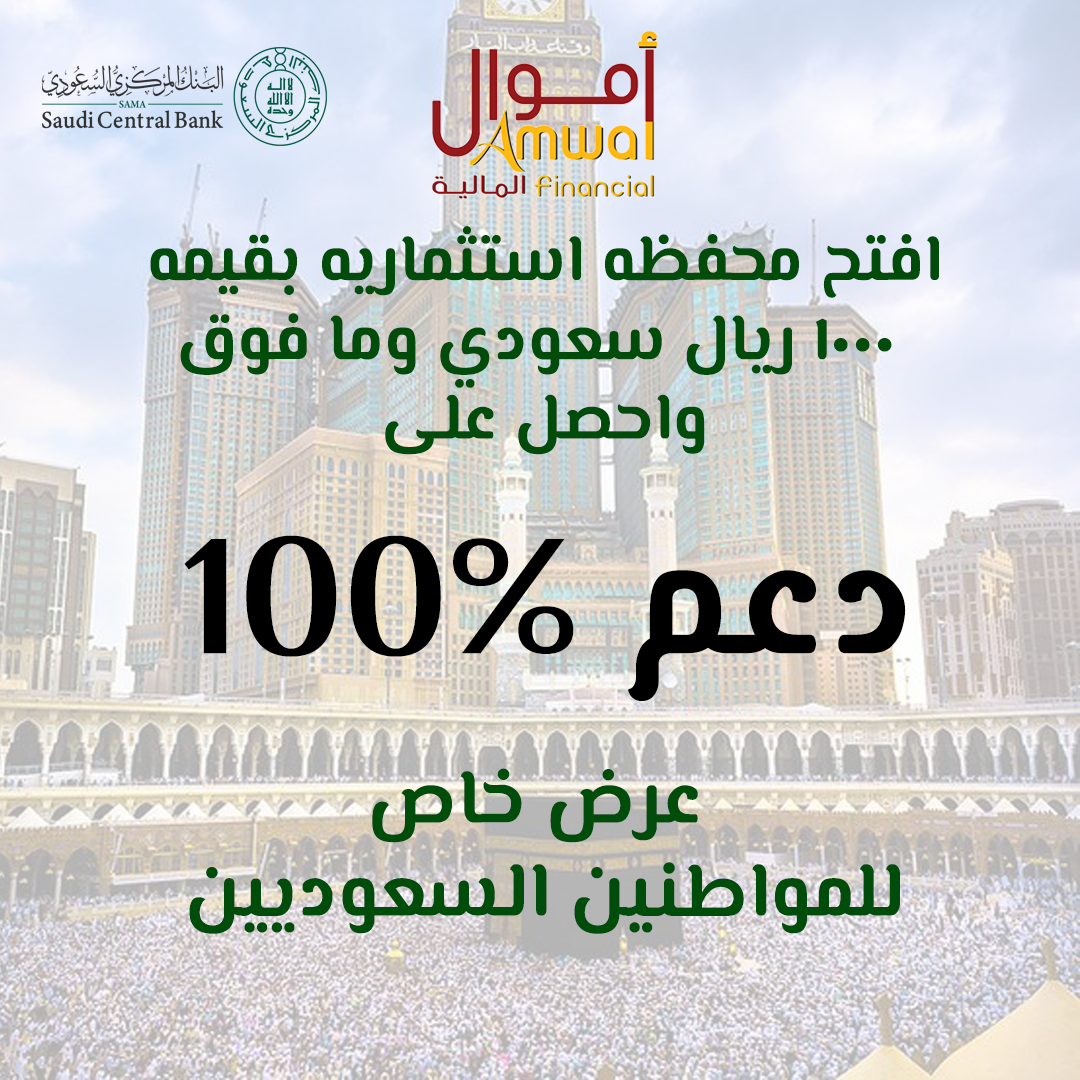 البنك المركزي السعودي
SAMA
Saudi Central Bank
أموال
Amwal
المالية Financial
افتح محفظه استثماريه بقيمه
١٠٠٠ ريال سعودي وما فوق
واحصل على
دعم %100
عرض خاص
للمواطنين السعوديين